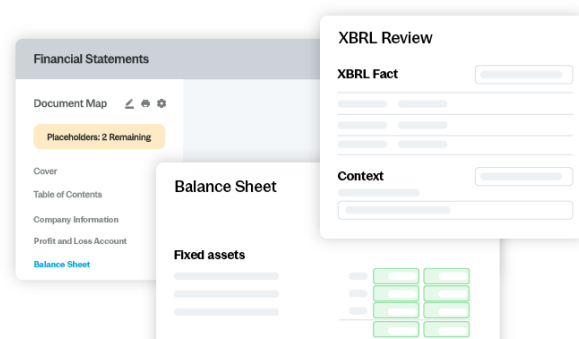 Financial Statements
Document Map
Placeholders: 2 Remaining
Cover
Table of Contents
Company Information
Profit and Loss Account
Balance Sheet
Balance Sheet
Fixed assets
XBRL Review
XBRL Fact
Context